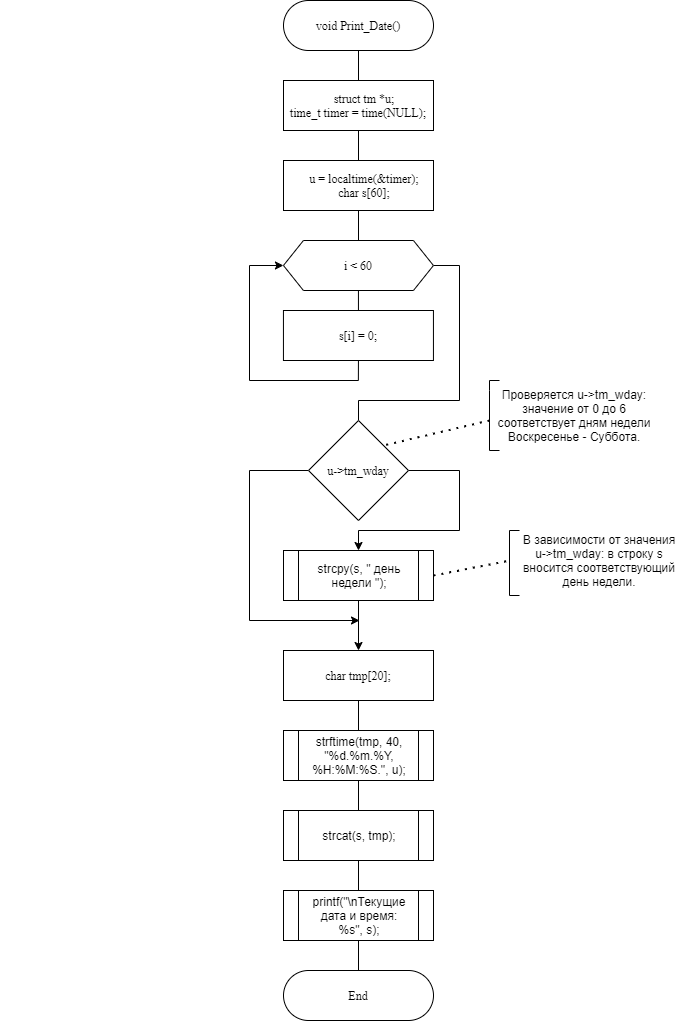 void Print_Date()
struct tm *u;
time_t timer = time(NULL);
u = localtime(&timer);
char s[60];
i < 60
s[i] = 0;
Проверяется u->tm_wday:
значение от 0 до 6
соответствует дням недели
Воскресенье - Суббота.
u->tm_wday
В зависимости от значения
u->tm_wday: в строку s
вносится соответствующий
день недели.
strcpy(s, " день
недели ");
char tmp[20];
strftime(tmp, 40,
"%d.%m.%Y,
%H:%M:%S.", u);
strcat(s, tmp);
printf("\nТекущие
дата и время:
%s", s);
End